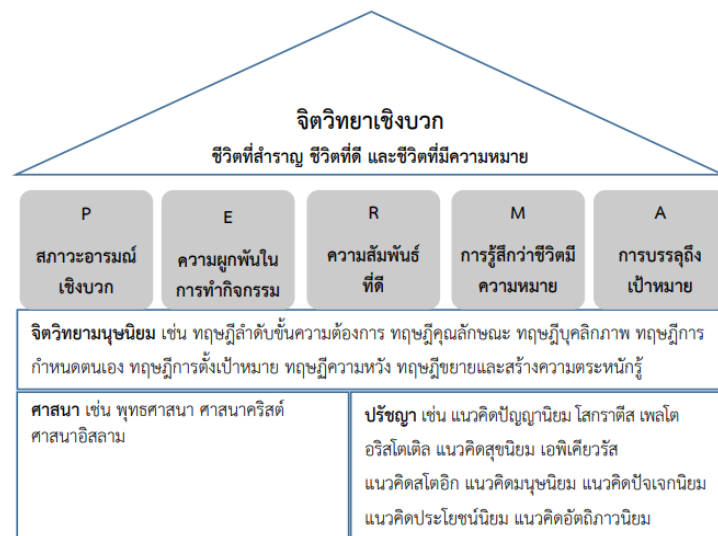 จิตวิทยาเชิงบวก
ชีวิตที่สำราญ ชีวิตที่ดี และชีวิตที่มีความหมาย
P
สภาวะอารมณ์
เชิงบวก
E
ความผูกพันใน
การทำกิจกรรม
R
ความสัมพันธ์
ที่ดี
M
การรู้สึกว่าชีวิตมี
ความหมาย
A
การบรรลุถึง
เป้าหมาย
จิตวิทยามนุษนิยม เช่น ทฤษฎีลำดับขั้นความต้องการ ทฤษฎีคุณลักษณะ ทฤษฎีบุคลิกภาพ ทฤษฎีการ
กำหนดตนเอง ทฤษฎีการตั้งเป้าหมาย ทฤษฏีความหวัง ทฤษฎีขยายและสร้างความตระหนักรู้
ศาสนา เช่น พุทธศาสนา ศาสนาคริสต์
ศาสนาอิสลาม
ปรัชญา เช่น แนวคิดปัญญานิยม โสกราตีส เพลโต
อริสโตเติล แนวคิดสุขนิยม เอพิเคียวรัส
แนวคิดสโตอิก แนวคิดมนุษนิยม แนวคิดปัจเจกนิยม
แนวคิดประโยชน์นิยม แนวคิดอัตถิภาวนิยม